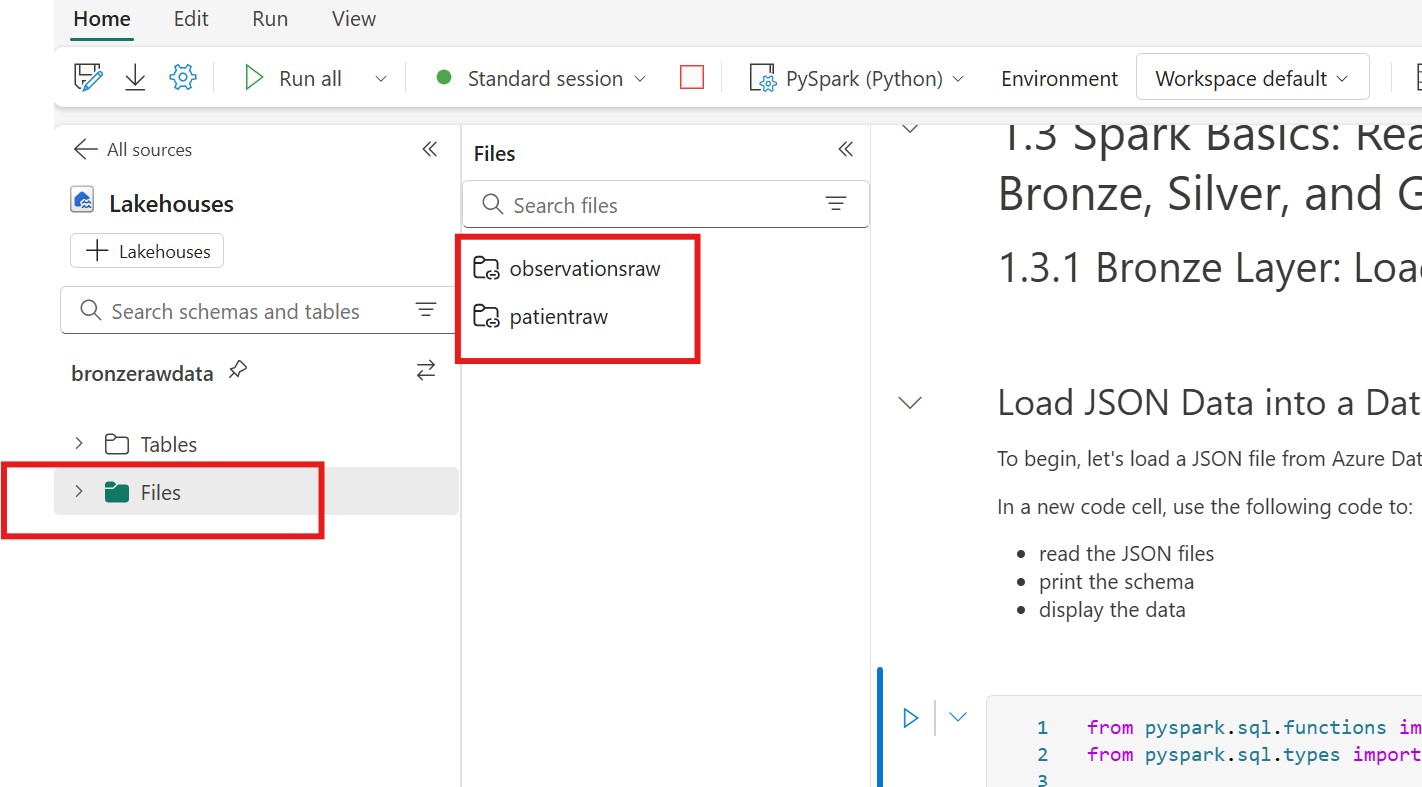 Home Edit Run View
Run all Standard session PySpark (Python) Environment Workspace default
All sources
Lakehouses
Lakehouses
Search schemas and tables
bronzerawdata
Tables
Files
Files
Search files
observationsraw
patientraw
1.3 Spark Basics: Rea
Bronze, Silver, and G
1.3.1 Bronze Layer: Loa
Load JSON Data into a Dat
To begin, let's load a JSON file from Azure Dat
In a new code cell, use the following code to:
• read the JSON files
• print the schema
• display the data
1 from pyspark.sql.functions im
2 from pyspark.sql.types import
3